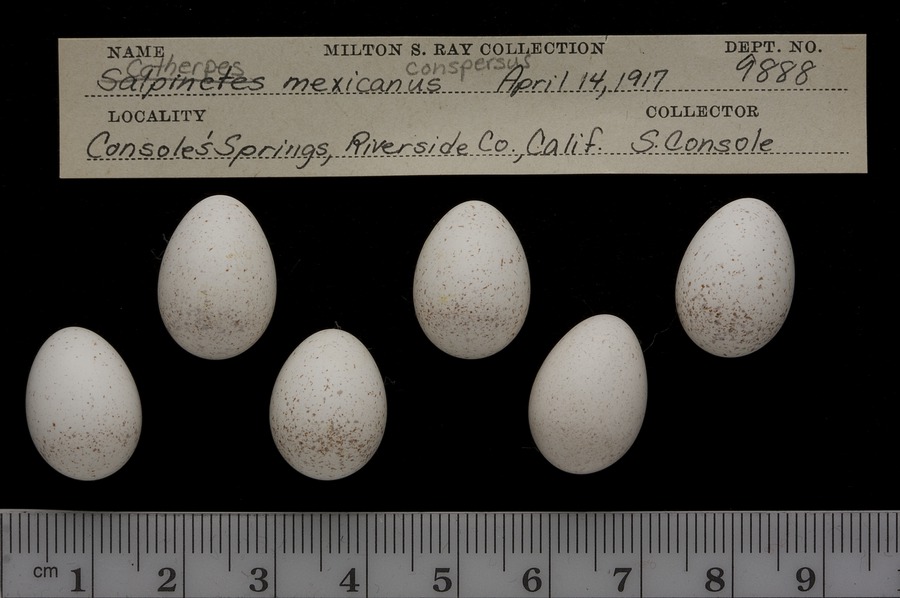 NAME MILTON S. RAY COLLECTION DEPT. NO.
Catherpes conspersus
Salpinctes mexicanus April 14, 1917 9888
LOCALITY COLLECTOR
Console's Springs, Riverside Co., Calif. S. Console
cm 1 2 3 4 5 6 7 8 9